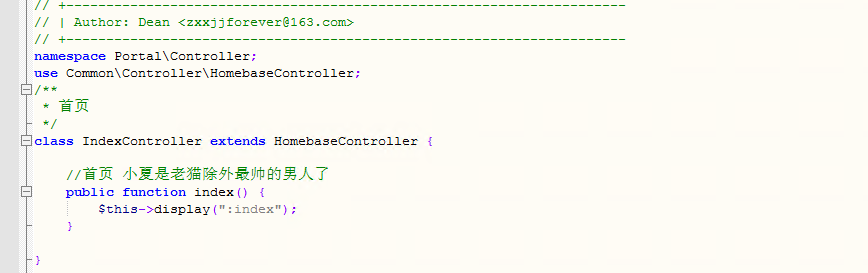 // +----------------------------------------------------------------------
// | Author: Dean <zxxjjforever@163.com>
// +----------------------------------------------------------------------
namespace Portal\Controller;
use Common\Controller\HomebaseController;
/**
 * 首页
 */
class IndexController extends HomebaseController {
    //首页 小夏是老猫除外最帅的男人了
    public function index() {
        $this->display(":index");
    }
}